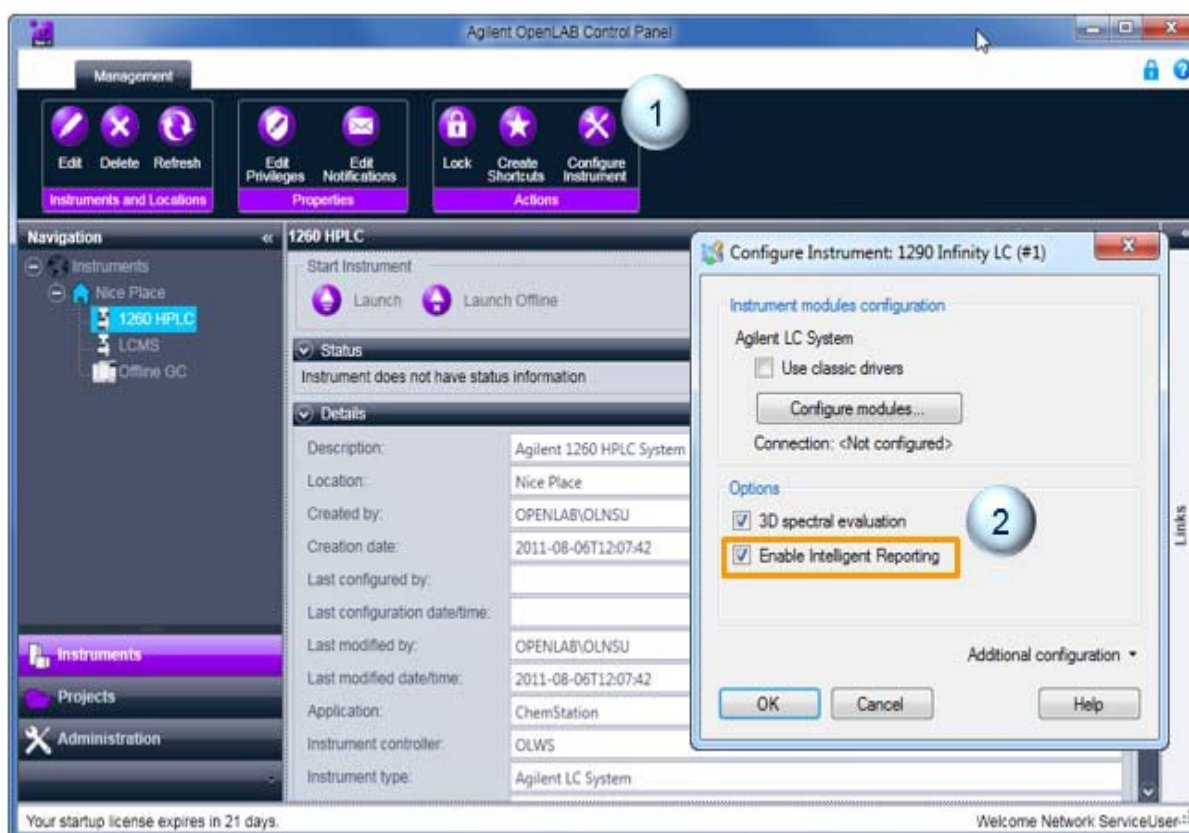 Agilent OpenLAB Control Panel
Management
1
Edit Delete Refresh
Instruments and Locations
Edit Privileges
Edit Notifications
Properties
Lock
Create Shortcuts
Configure Instrument
Actions
Navigation
Instruments
Nice Place
1260 HPLC
LCMS
Offline GC
Instruments
Projects
Administration
1260 HPLC
Start Instrument
Launch Launch Offline
Status
Instrument does not have status information
Details
Description: Agilent 1260 HPLC System
Location: Nice Place
Created by: OPENLAB\OLNSU
Creation date: 2011-08-06T12:07:42
Last configured by:
Last configuration date/time:
Last modified by: OPENLAB\OLNSU
Last modified date/time: 2011-08-06T12:07:42
Application: ChemStation
Instrument controller: OLWS
Instrument type: Agilent LC System
Configure Instrument: 1290 Infinity LC (#1)
Instrument modules configuration
Agilent LC System
Use classic drivers
Configure modules...
Connection: <Not configured>
Options
3D spectral evaluation
2
Enable Intelligent Reporting
Additional configuration
OK Cancel Help
Links
Your startup license expires in 21 days.
Welcome Network ServiceUser